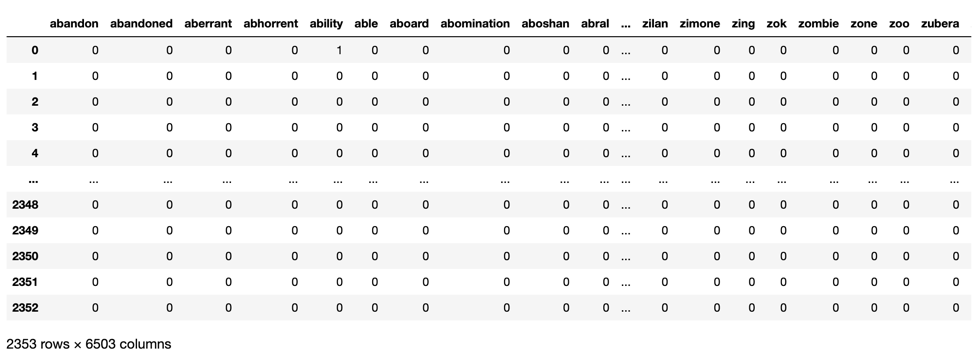 abandon abandoned aberrant abhorrent ability able aboard abomination aboshan abral ... zilan zimone zing zok zombie zone zoo zubera
0 0 0 0 0 1 0 0 0 0 0 ... 0 0 0 0 0 0 0 0
1 0 0 0 0 0 0 0 0 0 0 ... 0 0 0 0 0 0 0 0
2 0 0 0 0 0 0 0 0 0 0 ... 0 0 0 0 0 0 0 0
3 0 0 0 0 0 0 0 0 0 0 ... 0 0 0 0 0 0 0 0
4 0 0 0 0 0 0 0 0 0 0 ... 0 0 0 0 0 0 0 0
... ... ... ... ... ... ... ... ... ... ... ... ... ... ... ... ... ... ... ...
2348 0 0 0 0 0 0 0 0 0 0 ... 0 0 0 0 0 0 0 0
2349 0 0 0 0 0 0 0 0 0 0 ... 0 0 0 0 0 0 0 0
2350 0 0 0 0 0 0 0 0 0 0 ... 0 0 0 0 0 0 0 0
2351 0 0 0 0 0 0 0 0 0 0 ... 0 0 0 0 0 0 0 0
2352 0 0 0 0 0 0 0 0 0 0 ... 0 0 0 0 0 0 0 0
2353 rows × 6503 columns